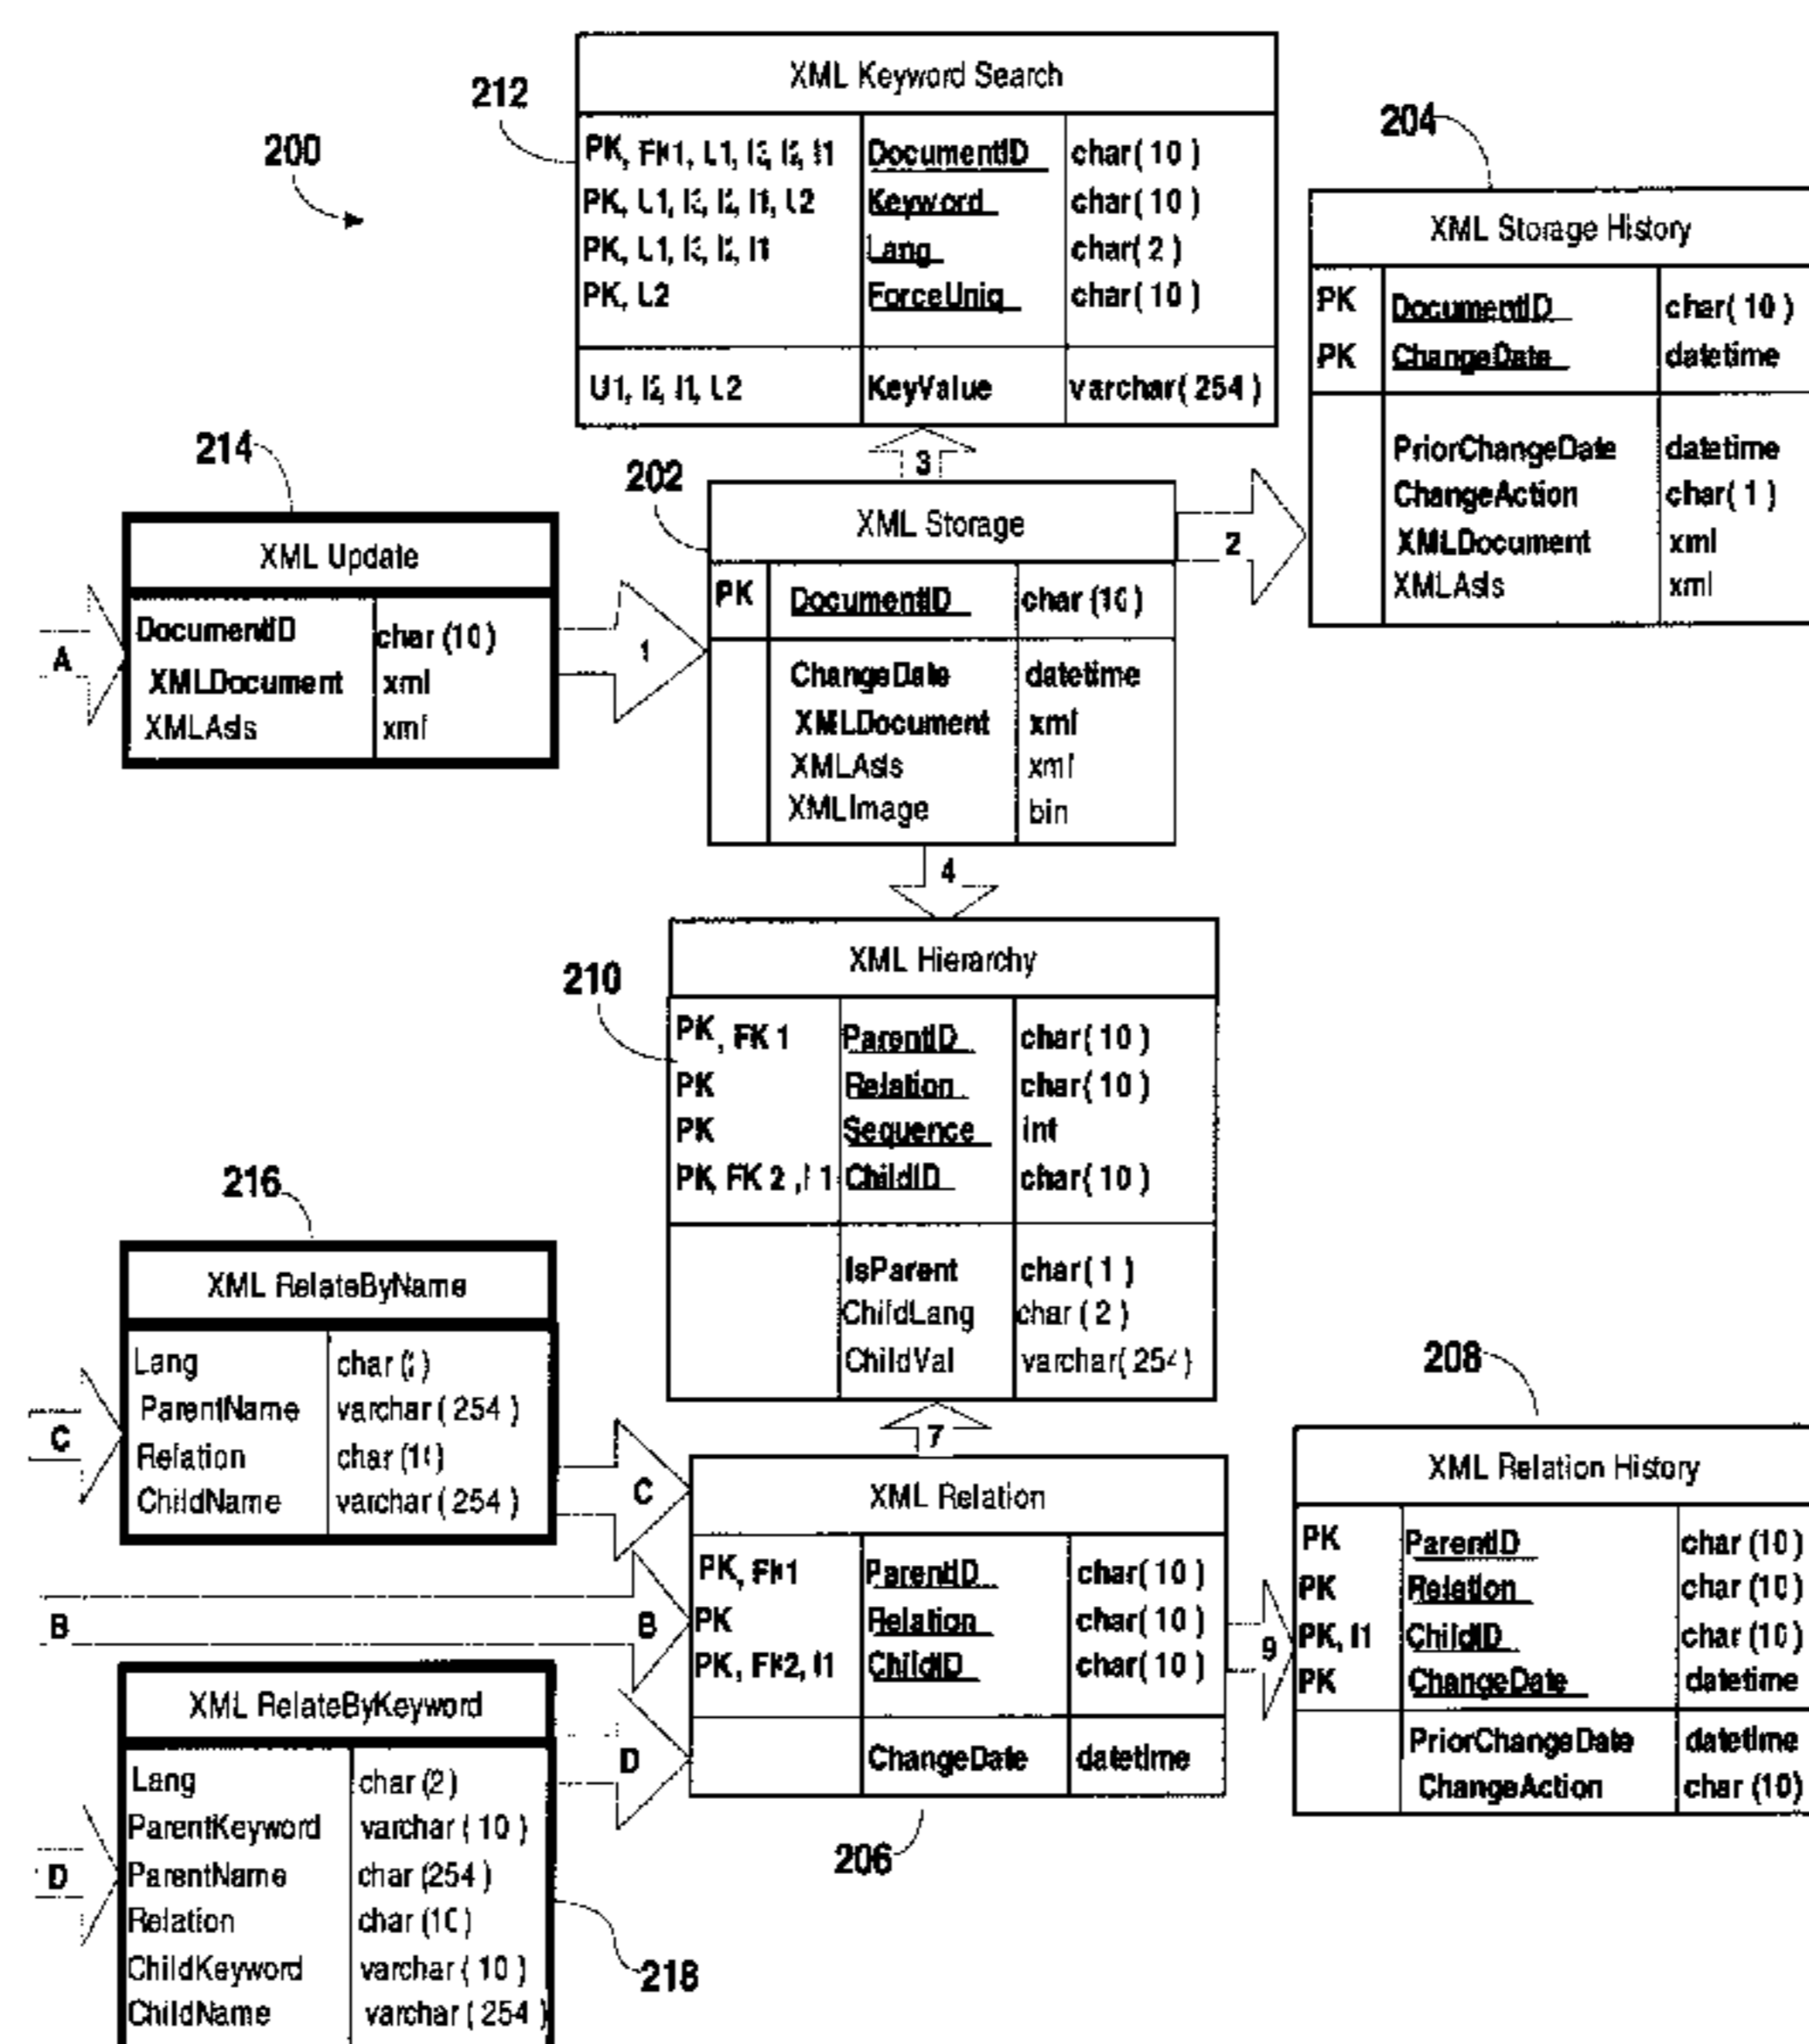 200
212
XML Keyword Search
PK, FK1, U1, I3, I2, I1 DocumentID char( 10 )
PK, U1, I3, I2, I1, U2 Keyword char( 10 )
PK, U1, I3, I2, I1 Lang char( 2 )
PK, U2 ForceUniq char( 10 )
U1, I2, I1, U2 KeyValue varchar( 254 )
204
XML Storage History
PK DocumentID char( 10 )
PK ChangeDate datetime
PriorChangeDate datetime
ChangeAction char( 1 )
XMLDocument xml
XMLAsIs xml
3
214
XML Update
A
DocumentID char (10)
XMLDocument xml
XMLAsIs xml
1
202
XML Storage
2
PK DocumentID char (10)
ChangeDate datetime
XMLDocument xml
XMLAsIs xml
XMLImage bin
4
210
XML Hierarchy
PK, FK 1 ParentID char( 10 )
PK Relation char( 10 )
PK Sequence int
PK, FK 2 , I 1 ChildID char( 10 )
IsParent char( 1 )
ChildLang char ( 2 )
ChildVal varchar( 254)
216
XML RelateByName
C
Lang char (2)
ParentName varchar ( 254 )
Relation char (10)
ChildName varchar ( 254 )
C
7
B
B
206
XML Relation
PK, FK1 ParentID char( 10 )
PK Relation char( 10 )
PK, FK2, I1 ChildID char( 10 )
ChangeDate datetime
9
208
XML Relation History
PK ParentID char (10)
PK Relation char (10)
PK, I1 ChildID char (10)
PK ChangeDate datetime
PriorChangeDate datetime
ChangeAction char (10)
XML RelateByKeyword
D
D
Lang char (2)
ParentKeyword varchar ( 10 )
ParentName char (254 )
Relation char (10)
ChildKeyword varchar ( 10 )
ChildName varchar ( 254 )
218